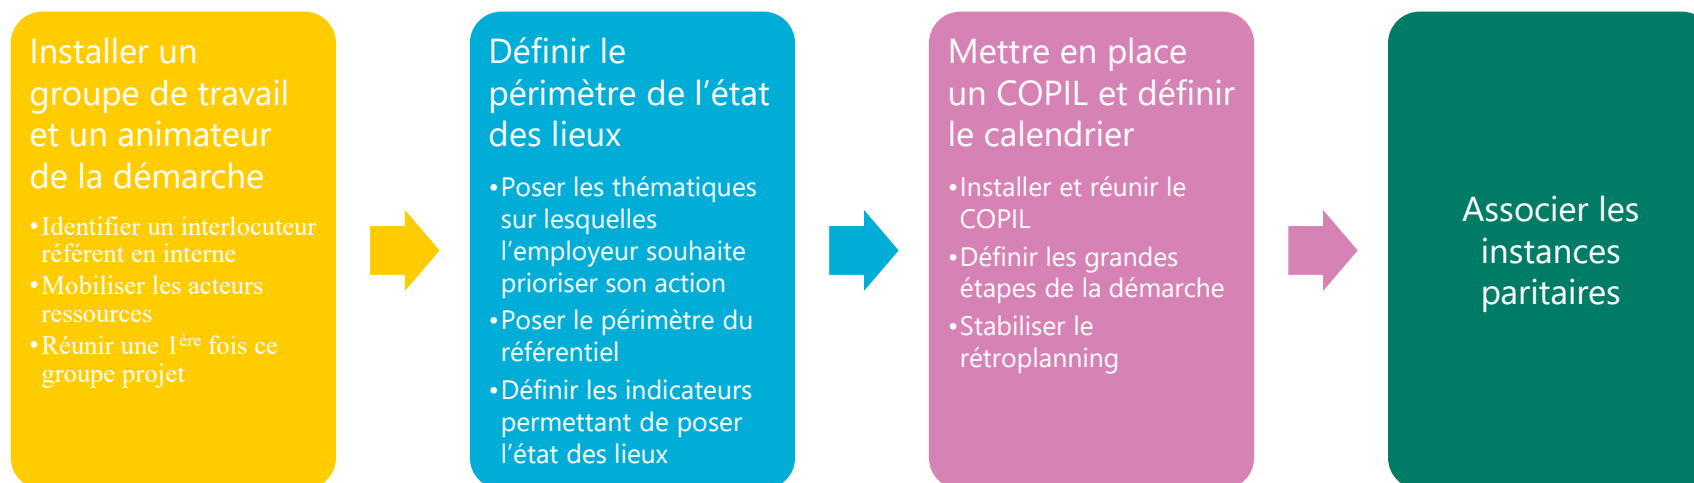 Installer un
groupe de travail
et un animateur
de la démarche
•Identifier un interlocuteur
référent en interne
•Mobiliser les acteurs
ressources
•Réunir une 1ère fois ce
groupe projet
Définir le
périmètre de l’état
des lieux
•Poser les thématiques
sur lesquelles
l’employeur souhaite
prioriser son action
•Poser le périmètre du
référentiel
•Définir les indicateurs
permettant de poser
l’état des lieux
Mettre en place
un COPIL et définir
le calendrier
•Installer et réunir le
COPIL
•Définir les grandes
étapes de la démarche
•Stabiliser le
rétroplanning
Associer les
instances
paritaires